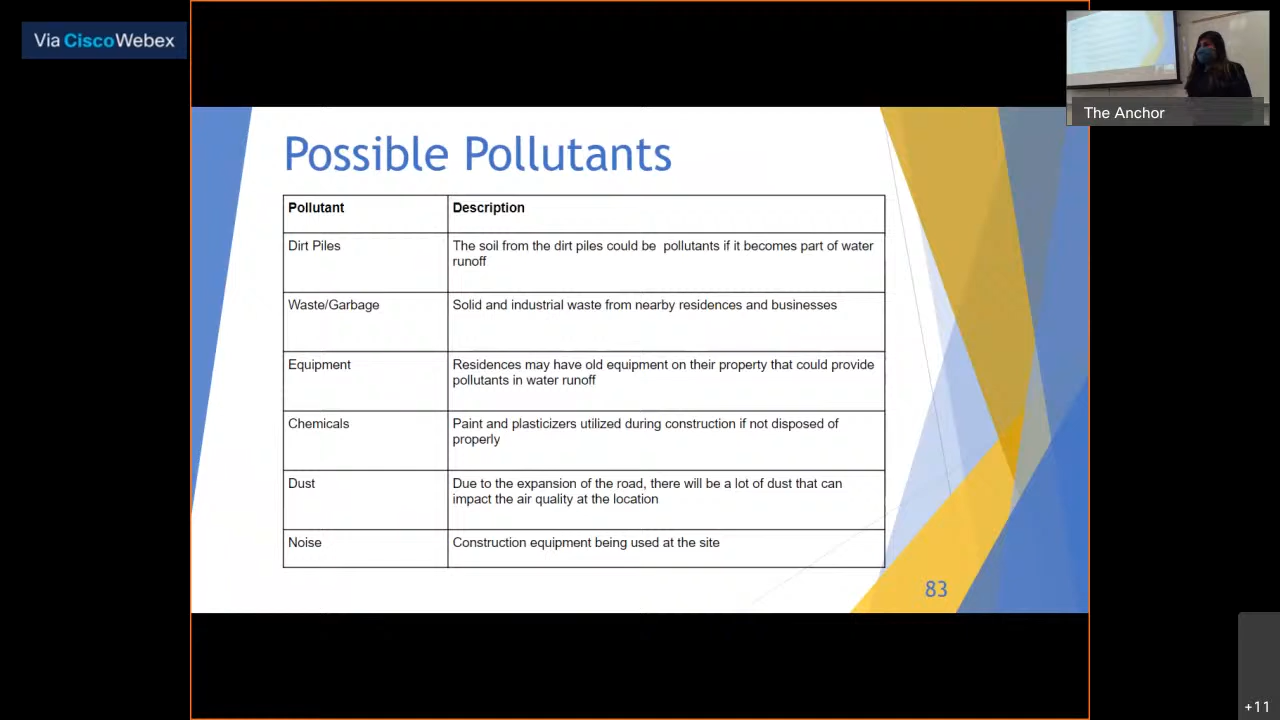 Via CiscoWebex
The Anchor
Possible Pollutants
Pollutant
Description
Dirt Piles
The soil from the dirt piles could be  pollutants if it becomes part of water
runoff
Waste/Garbage
Solid and industrial waste from nearby residences and businesses
Equipment
Residences may have old equipment on their property that could provide
pollutants in water runoff
Chemicals
Paint and plasticizers utilized during construction if not disposed of
properly
Dust
Due to the expansion of the road, there will be a lot of dust that can
impact the air quality at the location
Noise
Construction equipment being used at the site
83
+11